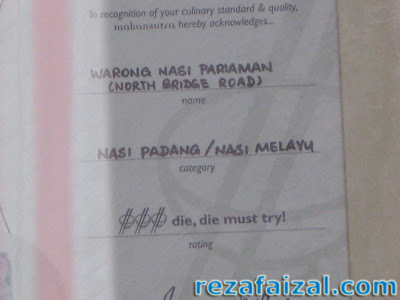 In recognition of your culinary standard & quality,
makansutra hereby acknowledges...
WARONG NASI PARIAMAN
(NORTH BRIDGE ROAD)
name
NASI PADANG/NASI MELAYU
category
die, die must try!
rating
rezafaizal.com